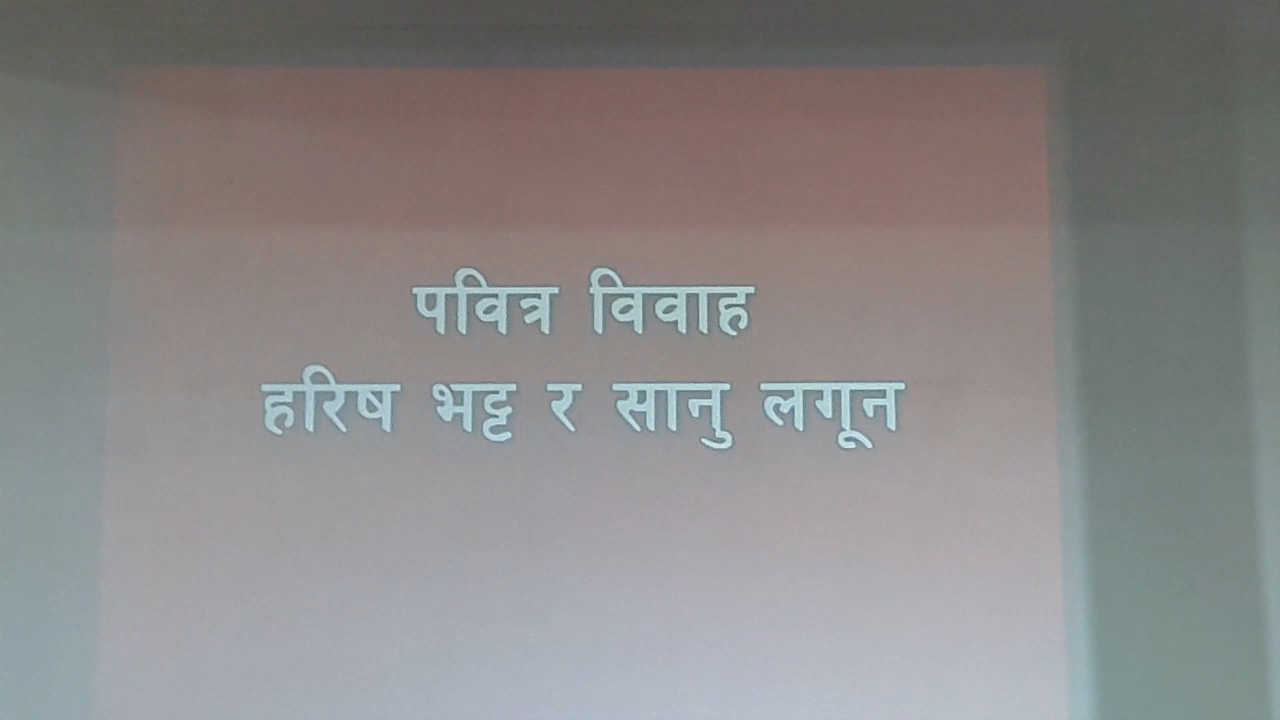 पवित्र विवाह
हरिष भट्ट र सानु लगून